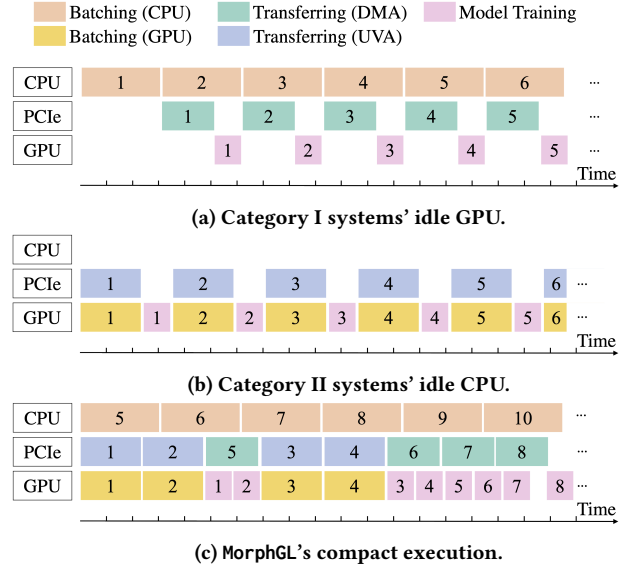 Batching (CPU) Transferring (DMA) Model Training
Batching (GPU) Transferring (UVA)
CPU 1 2 3 4 5 6 ...
PCIe 1 2 3 4 5 ...
GPU 1 2 3 4 5 ...
Time
(a) Category I systems' idle GPU.
CPU
PCIe 1 2 3 4 5 6 ...
GPU 1 1 2 2 3 3 4 4 5 5 6 ...
Time
(b) Category II systems' idle CPU.
CPU 5 6 7 8 9 10 ...
PCIe 1 2 5 3 4 6 7 8 ...
GPU 1 2 1 2 3 4 3 4 5 6 7 8 ...
Time
(c) MorphGL's compact execution.